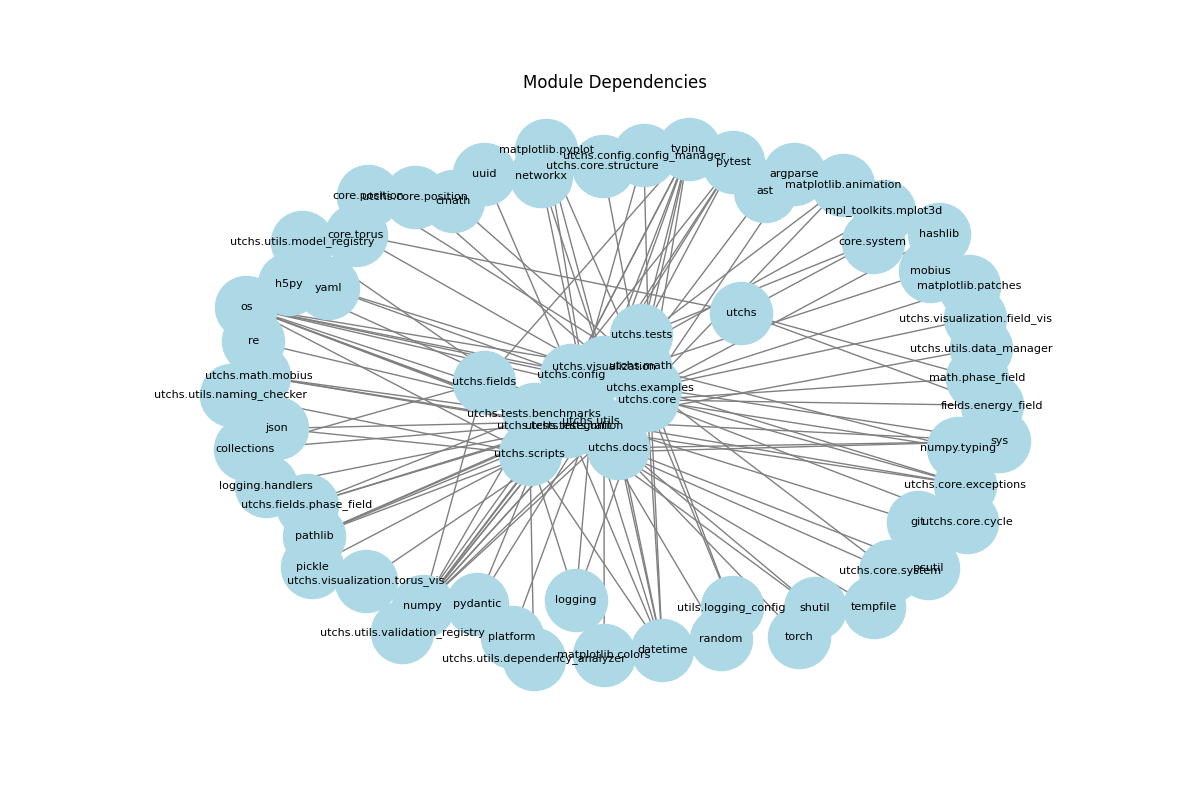 Module Dependencies
matplotlib.pyplot
typing
utchs.config.config_manager
pytest
utchs.core.structure
uuid
networkx
argparse
matplotlib.animation
ast
core.position
utchs.core.position
cmath
mpl_toolkits.mplot3d
core.torus
hashlib
utchs.utils.model_registry
core.system
mobius
h5py
yaml
matplotlib.patches
os
utchs
utchs.visualization.field_vis
utchs.tests
re
utchs.utils.data_manager
utchs.visualization
utchs.math
utchs.math.mobius
utchs.config
math.phase_field
utchs.fields
utchs.examples
utchs.utils.naming_checker
utchs.core
fields.energy_field
utchs.tests.benchmarks
utchs.utils
json
utchs.tests.integration
sys
collections
utchs.docs
numpy.typing
utchs.scripts
logging.handlers
utchs.core.exceptions
utchs.fields.phase_field
git
utchs.core.cycle
pathlib
pickle
psutil
utchs.core.system
utchs.visualization.torus_vis
logging
numpy
pydantic
utils.logging_config
shutil
tempfile
utchs.utils.validation_registry
platform
random
torch
datetime
matplotlib.colors
utchs.utils.dependency_analyzer